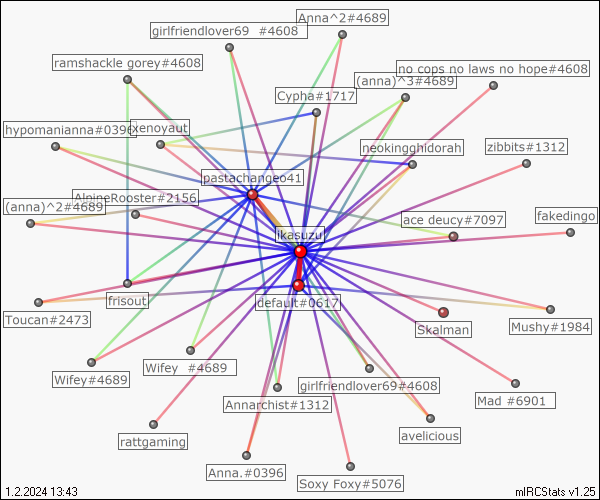 Anna^2#4689
girlfriendlover69 #4608
ramshackle gorey#4608
no cops no laws no hope#4608
(anna)^3#4689
Cypha#1717
hypomanianna#0396
xenoyaut
neokingghidorah
zibbits#1312
pastachangeo41
AlpineRooster#2156
(anna)^2#4689
ace deucy#7097
fakedingo
ikasuzu
frisout
default#0617
Toucan#2473
Skalman
Mushy#1984
Wifey#4689
Wifey #4689
girlfriendlover69#4608
Annarchist#1312
Mad #6901
rattgaming
avelicious
Anna.#0396
Soxy Foxy#5076
1.2.2024 13:43
mIRCStats v1.25